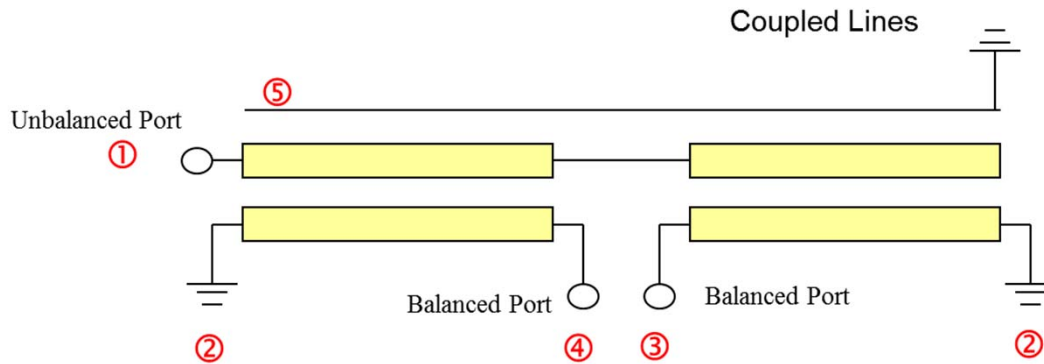 Coupled Lines
⑤
Unbalanced Port
①
Balanced Port
Balanced Port
②
④
③
②